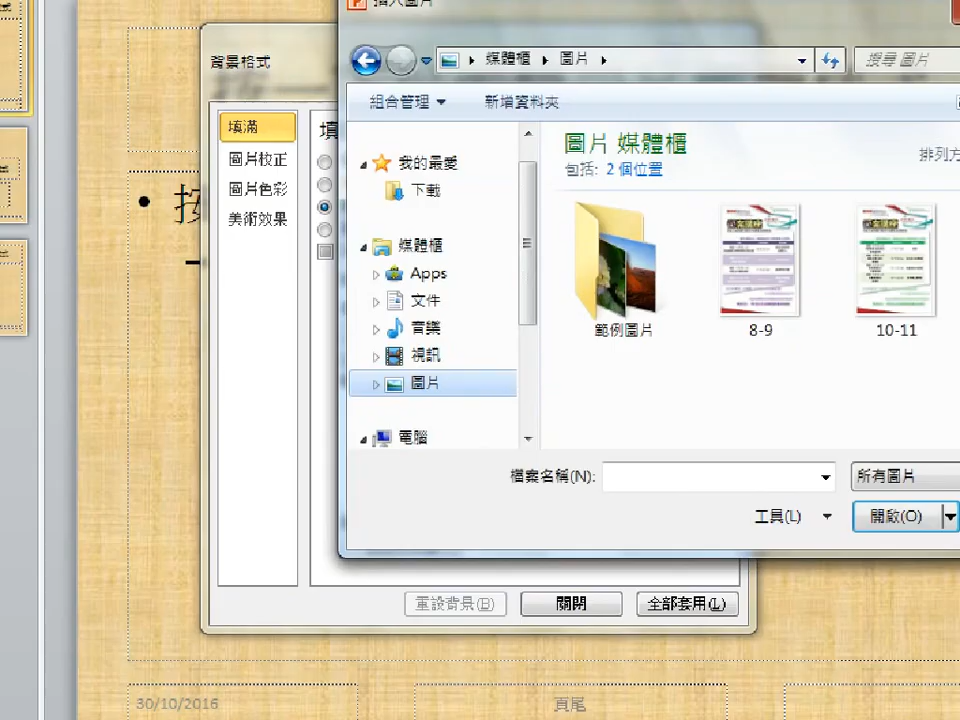 插入圖片
背景格式
媒體櫃 圖片
搜尋 圖片
組合管理
新增資料夾
填滿
圖片校正
圖片色彩
美術效果
填
我的最愛
下載
媒體櫃
Apps
文件
音樂
視訊
圖片
電腦
圖片 媒體櫃
包括: 2 個位置
排列方
範例圖片
8-9
10-11
檔案名稱(N):
所有圖片
工具(L)
開啟(O)
重設背景(B)
關閉
全部套用(L)
• 按
–
30/10/2016
頁尾